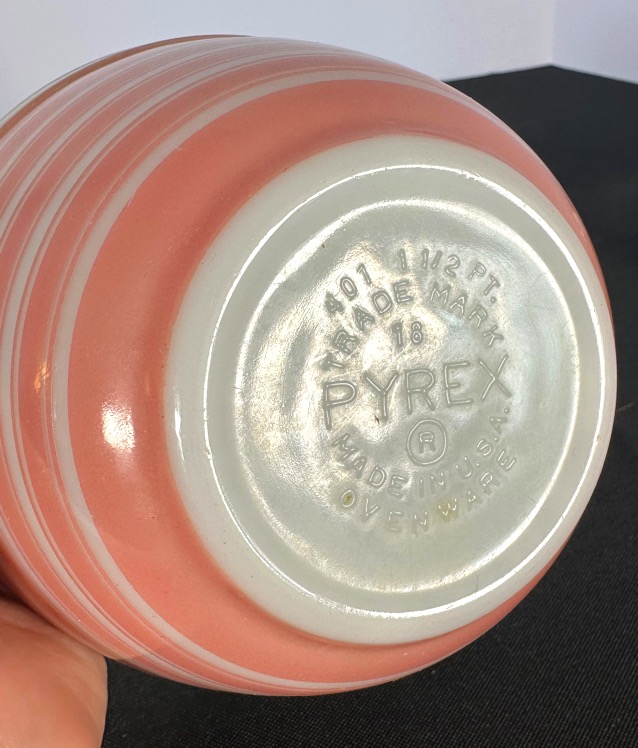 401 1 1/2 PT.
TRADE MARK
18
PYREX
®
MADE IN U.S.A.
OVENWARE